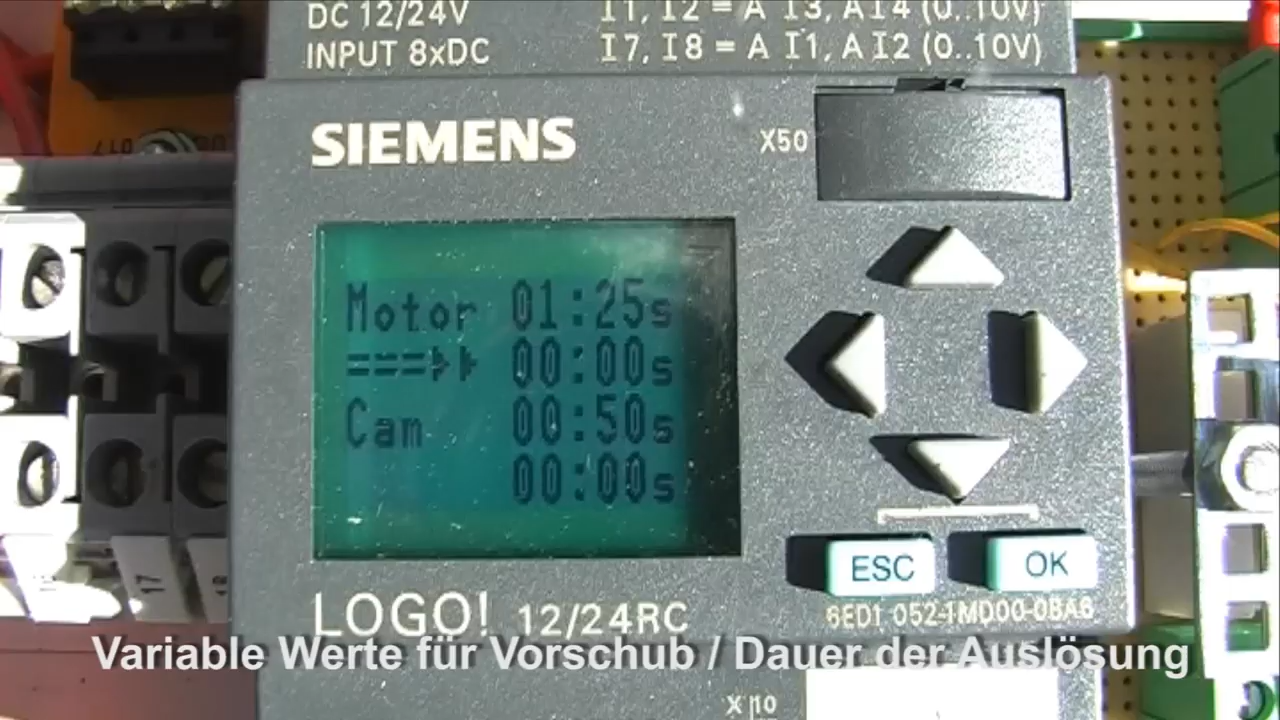 DC 12/24V I1, I2 = A I3, A I4 (0..10V)
INPUT 8xDC I7, I8 = A I1, A I2 (0..10V)
SIEMENS
X50
Motor 01:25s
===▸▸ 00:00s
Cam 00:50s
00:00s
ESC OK
LOGO! 12/24RC
6ED1 052-1MD00-0BA6
Variable Werte für Vorschub / Dauer der Auslösung
X 10
17